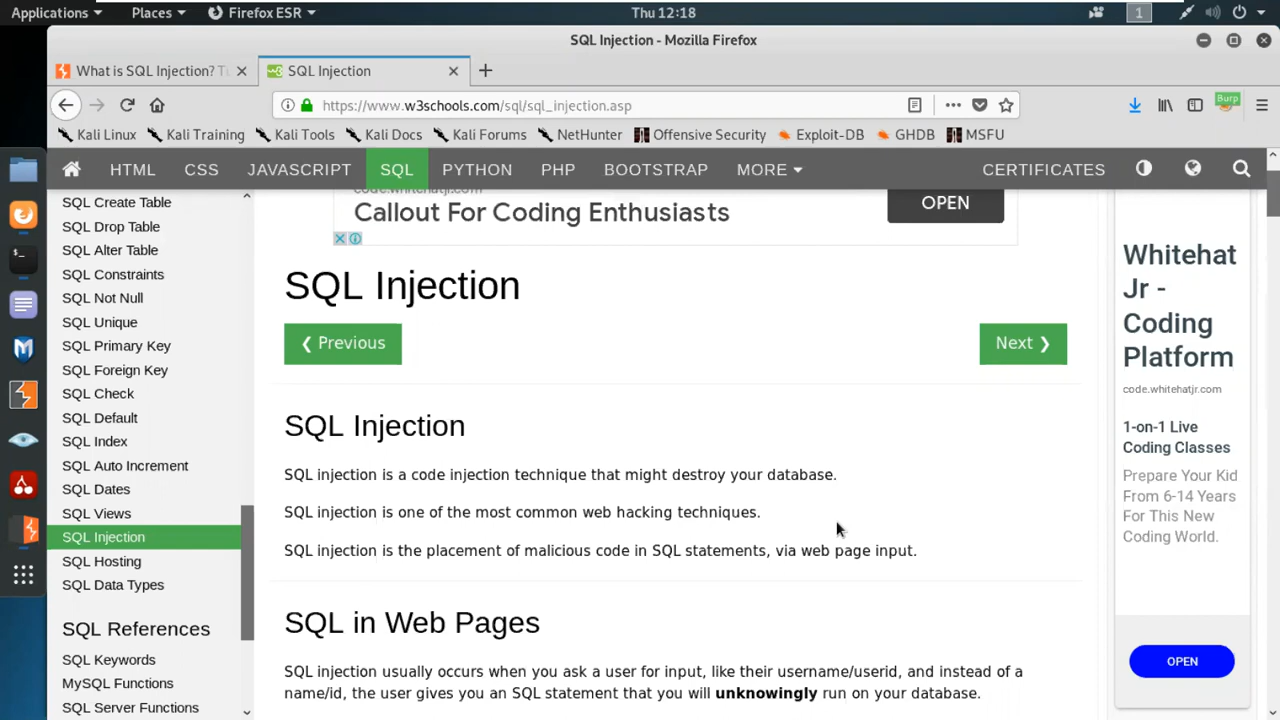 Applications Places Firefox ESR Thu 12:18 1
SQL Injection - Mozilla Firefox
What is SQL Injection? SQL Injection
https://www.w3schools.com/sql/sql_injection.asp
Burp
Kali Linux Kali Training Kali Tools Kali Docs Kali Forums NetHunter Offensive Security Exploit-DB GHDB MSFU
HTML CSS JAVASCRIPT SQL PYTHON PHP BOOTSTRAP MORE CERTIFICATES
SQL Create Table
SQL Drop Table
SQL Alter Table
SQL Constraints
SQL Not Null
SQL Unique
SQL Primary Key
SQL Foreign Key
SQL Check
SQL Default
SQL Index
SQL Auto Increment
SQL Dates
SQL Views
SQL Injection
SQL Hosting
SQL Data Types
SQL References
SQL Keywords
MySQL Functions
SQL Server Functions
code.whitehatjr.com
Callout For Coding Enthusiasts
OPEN
SQL Injection
❮ Previous
Next ❯
SQL Injection
SQL injection is a code injection technique that might destroy your database.
SQL injection is one of the most common web hacking techniques.
SQL injection is the placement of malicious code in SQL statements, via web page input.
SQL in Web Pages
SQL injection usually occurs when you ask a user for input, like their username/userid, and instead of a
name/id, the user gives you an SQL statement that you will unknowingly run on your database.
Whitehat
Jr -
Coding
Platform
code.whitehatjr.com
1-on-1 Live
Coding Classes
Prepare Your Kid
From 6-14 Years
For This New
Coding World.
OPEN